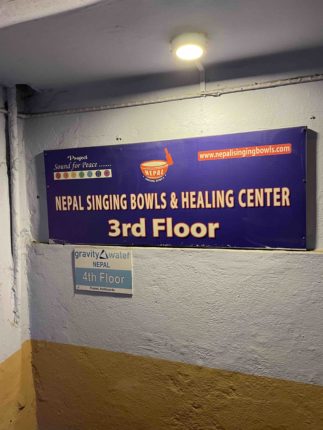 Project
Sound for Peace ......
NEPAL
www.nepalisingingbowls.com
NEPAL SINGING BOWLS & HEALING CENTER
3rd Floor
gravity water
NEPAL
4th Floor